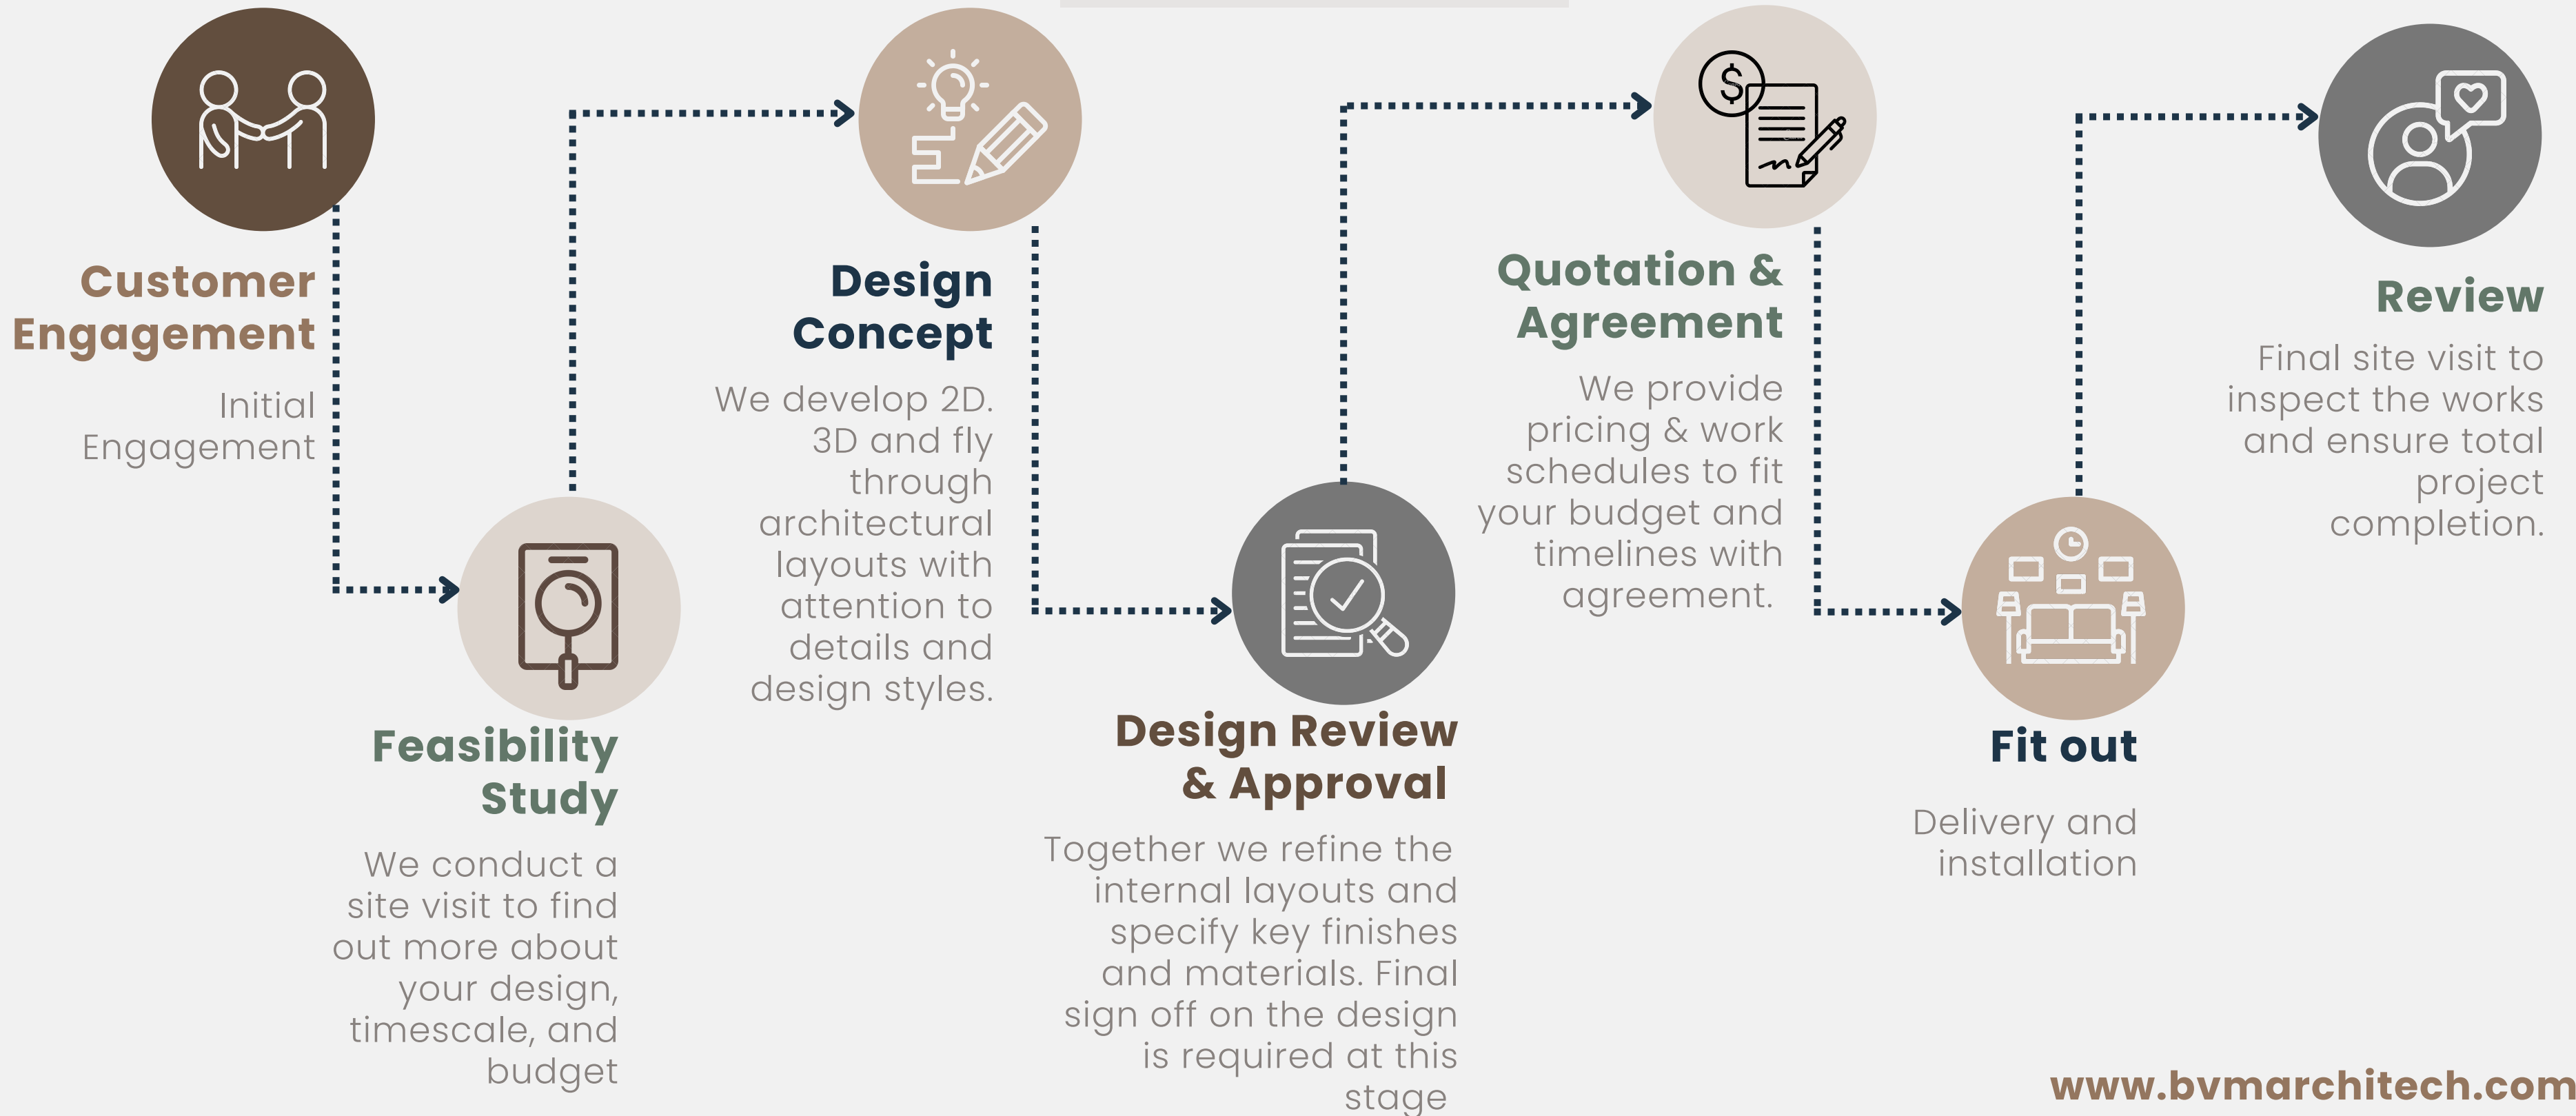 Customer
Engagement
Initial
Engagement
Feasibility
Study
We conduct a
site visit to find
out more about
your design,
timescale, and
budget
Design
Concept
We develop 2D.
3D and fly
through
architectural
layouts with
attention to
details and
design styles.
Design Review
& Approval
Together we refine the
internal layouts and
specify key finishes
and materials. Final
sign off on the design
is required at this
stage
$
Quotation &
Agreement
We provide
pricing & work
schedules to fit
your budget and
timelines with
agreement.
Fit out
Delivery and
installation
Review
Final site visit to
inspect the works
and ensure total
project
completion.
www.bvmarchitech.com